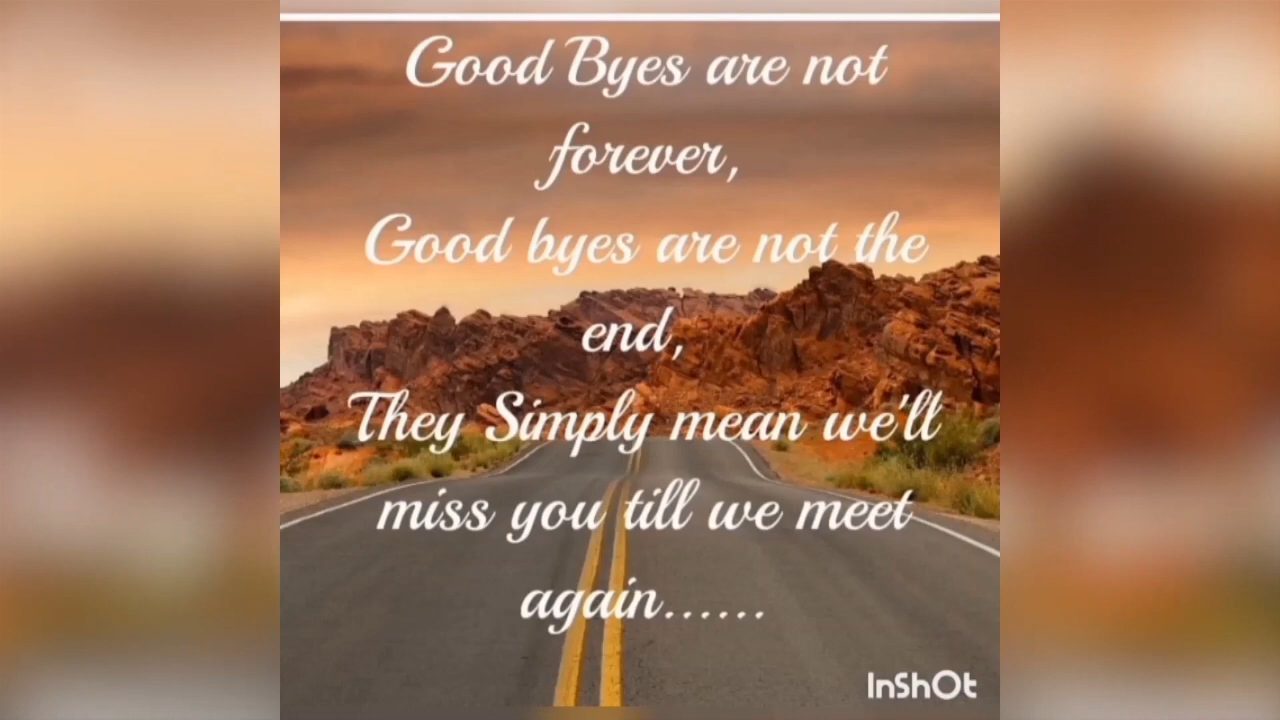 Good Byes are not
forever,
Good byes are not the
end,
They Simply mean we'll
miss you till we meet
again......
InShOt